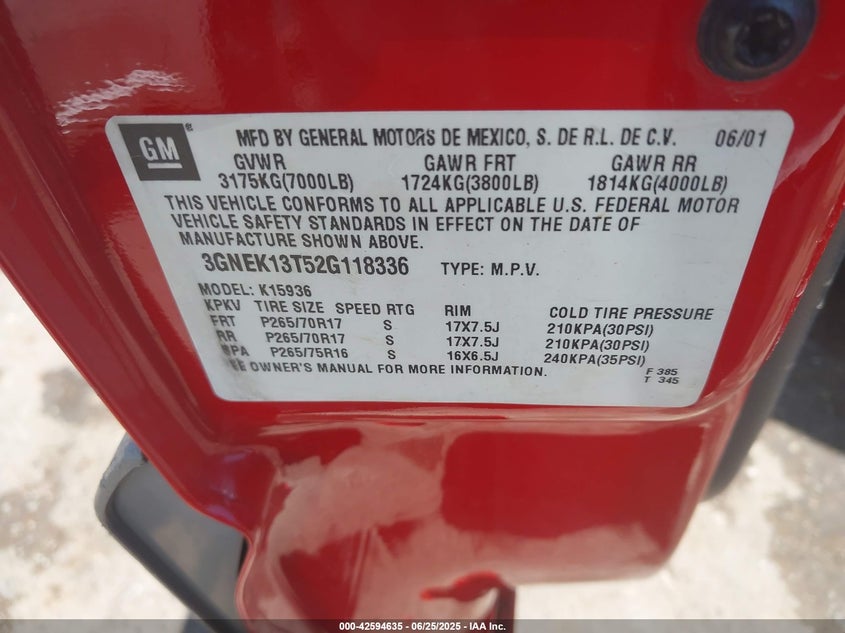 GM ® MFD BY GENERAL MOTORS DE MEXICO, S. DE R.L. DE C.V. 06/01
GVWR GAWR FRT GAWR RR
3175KG(7000LB) 1724KG(3800LB) 1814KG(4000LB)
THIS VEHICLE CONFORMS TO ALL APPLICABLE U.S. FEDERAL MOTOR
VEHICLE SAFETY STANDARDS IN EFFECT ON THE DATE OF
MANUFACTURE SHOWN ABOVE.
3GNEK13T52G118336 TYPE: M.P.V.
MODEL: K15936
KPKV TIRE SIZE SPEED RTG RIM COLD TIRE PRESSURE
FRT P265/70R17 S 17X7.5J 210KPA(30PSI)
RR P265/70R17 S 17X7.5J 210KPA(30PSI)
P265/75R16 S 16X6.5J 240KPA(35PSI)
OWNER'S MANUAL FOR MORE INFORMATION.
F 385
T 345
000-42594635 - 06/25/2025 - IAA Inc.